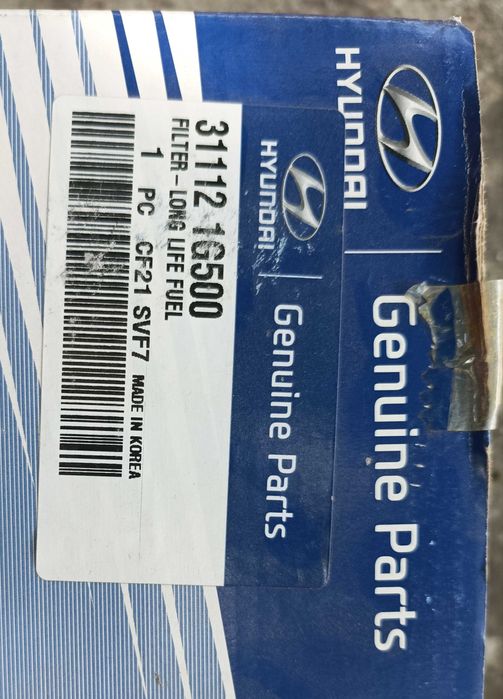 HYUNDAI | Genuine Parts
HYUNDAI | Genuine Parts
31112 1G500
FILTER-LONG LIFE FUEL
1 PC CF21 SVF7 MADE IN KOREA